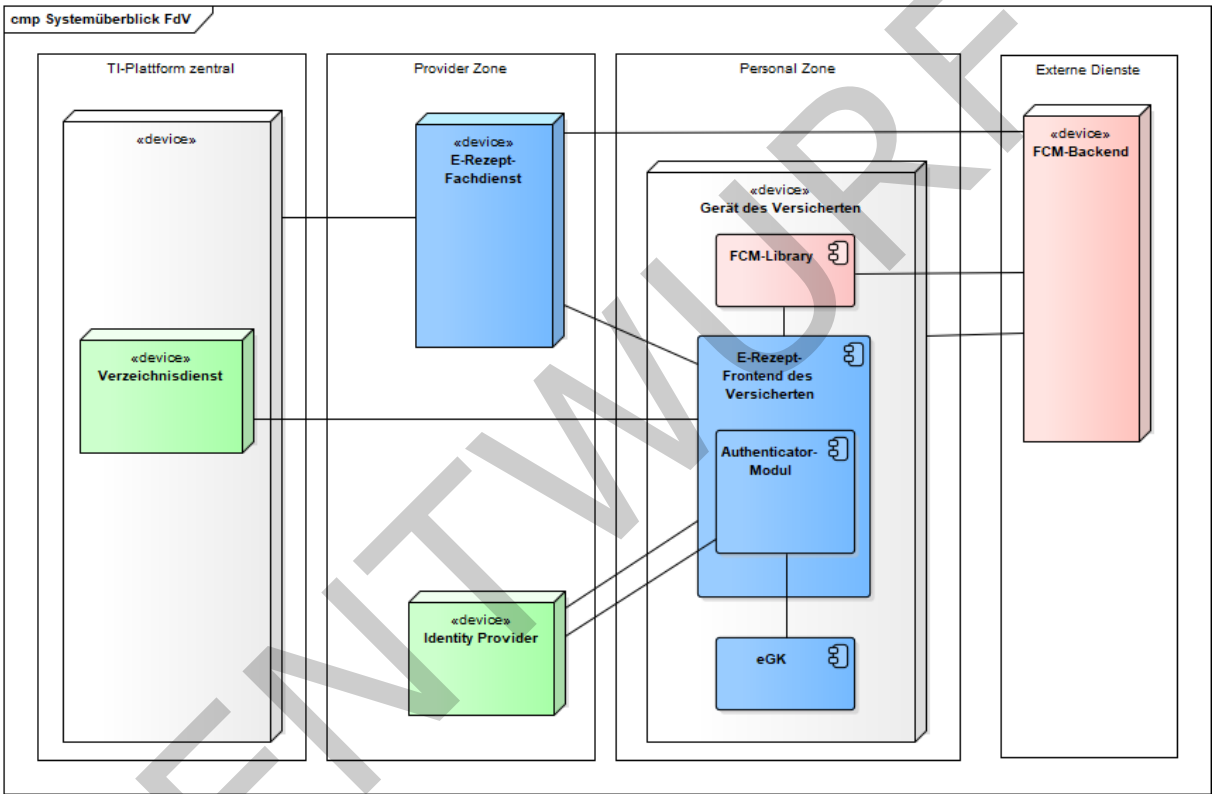 cmp Systemüberblick FdV
TI-Plattform zentral
«device»
«device»
Verzeichnisdienst
Provider Zone
«device»
E-Rezept-
Fachdienst
«device»
Identity Provider
Personal Zone
«device»
Gerät des Versicherten
FCM-Library
E-Rezept-
Frontend des
Versicherten
Authenticator-
Modul
eGK
Externe Dienste
«device»
FCM-Backend
ENTWURF